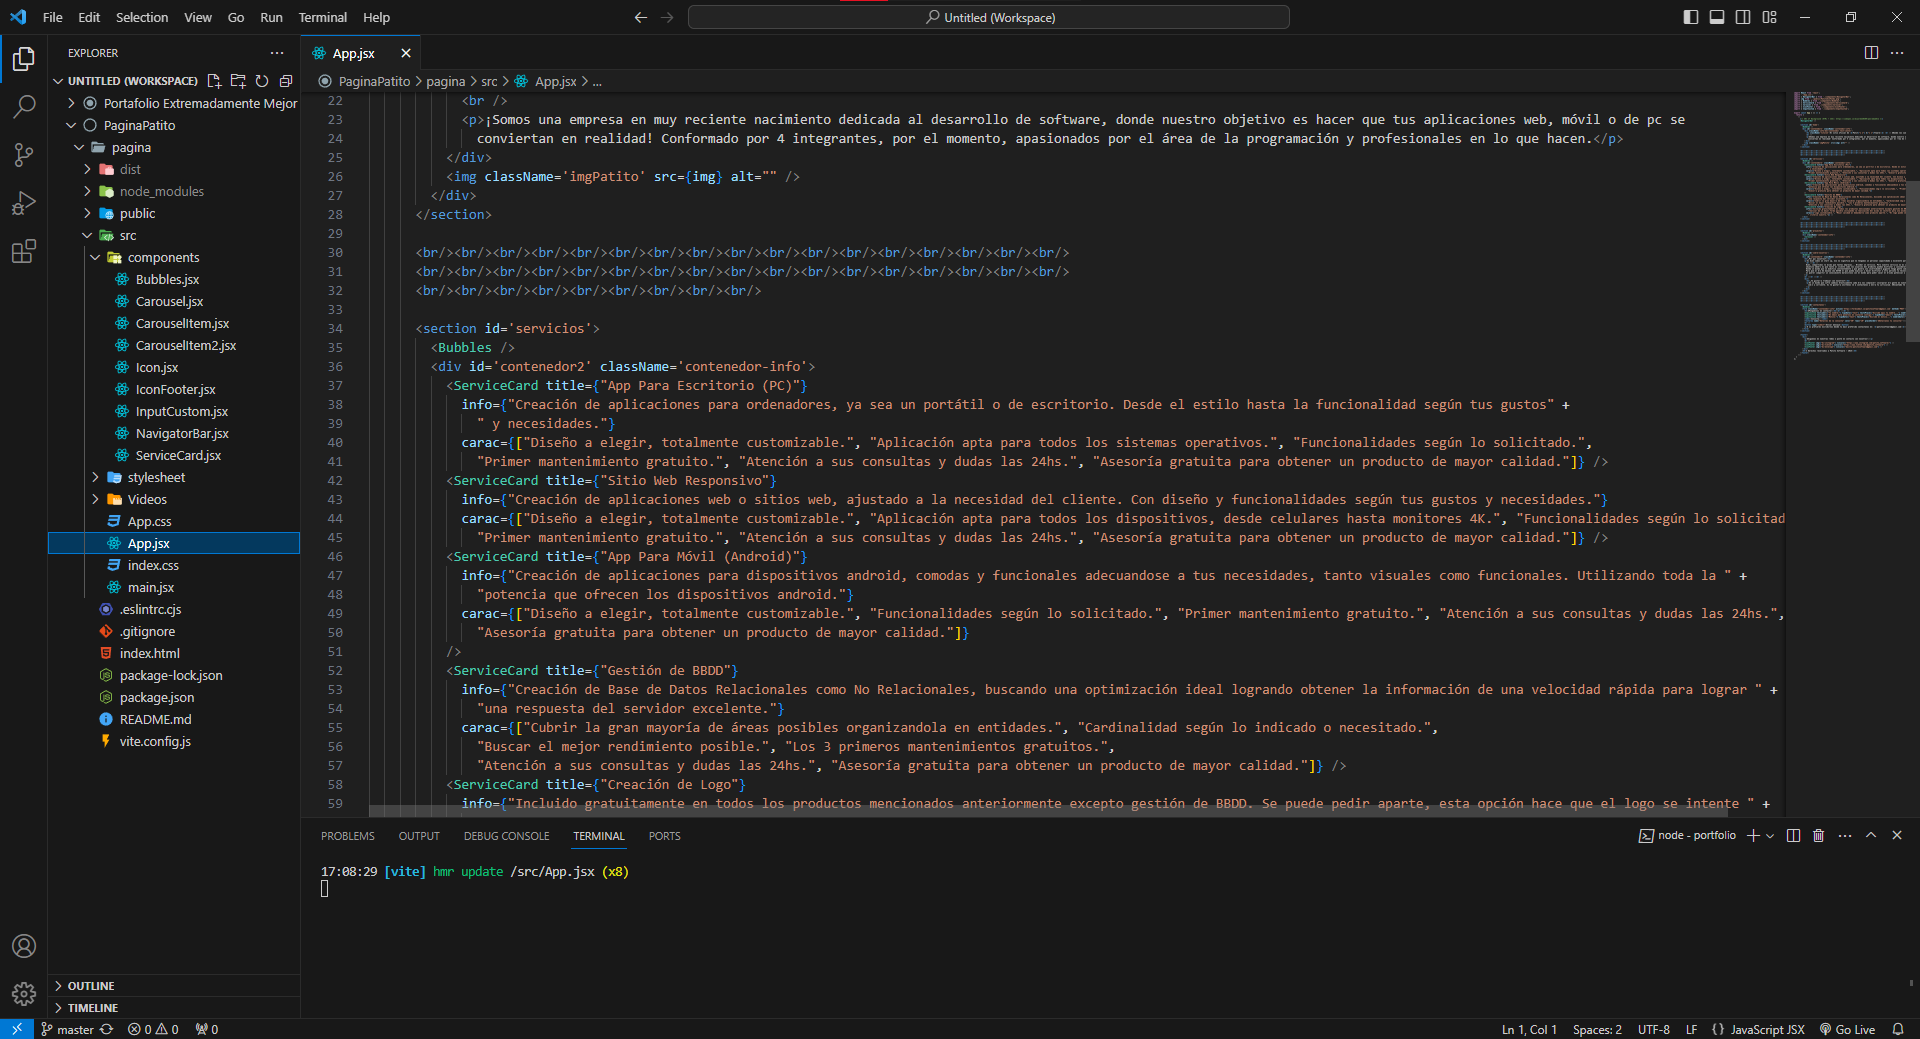 File Edit Selection View Go Run Terminal Help
Untitled (Workspace)
EXPLORER
UNTITLED (WORKSPACE)
Portafolio Extremadamente Mejor
PaginaPatito
pagina
dist
node_modules
public
src
components
Bubbles.jsx
Carousel.jsx
CarouselItem.jsx
CarouselItem2.jsx
Icon.jsx
IconFooter.jsx
InputCustom.jsx
NavigatorBar.jsx
ServiceCard.jsx
stylesheet
Videos
App.css
App.jsx
index.css
main.jsx
.eslintrc.cjs
.gitignore
index.html
package-lock.json
package.json
README.md
vite.config.js
OUTLINE
TIMELINE
App.jsx
PaginaPatito > pagina > src > App.jsx > ...
22 <br />
23 <p>¡Somos una empresa en muy reciente nacimiento dedicada al desarrollo de software, donde nuestro objetivo es hacer que tus aplicaciones web, móvil o de pc se
24 conviertan en realidad! Conformado por 4 integrantes, por el momento, apasionados por el área de la programación y profesionales en lo que hacen.</p>
25 </div>
26 <img className='imgPatito' src={img} alt="" />
27 </div>
28 </section>
29
30 <br/><br/><br/><br/><br/><br/><br/><br/><br/><br/><br/><br/><br/><br/><br/><br/><br/>
31 <br/><br/><br/><br/><br/><br/><br/><br/><br/><br/><br/><br/><br/><br/><br/><br/><br/>
32 <br/><br/><br/><br/><br/><br/><br/><br/><br/>
33
34 <section id='servicios'>
35 <Bubbles />
36 <div id='contenedor2' className='contenedor-info'>
37 <ServiceCard title={"App Para Escritorio (PC)"}
38 info={"Creación de aplicaciones para ordenadores, ya sea un portátil o de escritorio. Desde el estilo hasta la funcionalidad según tus gustos" +
39 " y necesidades."}
40 carac={["Diseño a elegir, totalmente customizable.", "Aplicación apta para todos los sistemas operativos.", "Funcionalidades según lo solicitado.",
41 "Primer mantenimiento gratuito.", "Atención a sus consultas y dudas las 24hs.", "Asesoría gratuita para obtener un producto de mayor calidad."]} />
42 <ServiceCard title={"Sitio Web Responsivo"}
43 info={"Creación de aplicaciones web o sitios web, ajustado a la necesidad del cliente. Con diseño y funcionalidades según tus gustos y necesidades."}
44 carac={["Diseño a elegir, totalmente customizable.", "Aplicación apta para todos los dispositivos, desde celulares hasta monitores 4K.", "Funcionalidades según lo solicitad
45 "Primer mantenimiento gratuito.", "Atención a sus consultas y dudas las 24hs.", "Asesoría gratuita para obtener un producto de mayor calidad."]} />
46 <ServiceCard title={"App Para Móvil (Android)"}
47 info={"Creación de aplicaciones para dispositivos android, comodas y funcionales adecuandose a tus necesidades, tanto visuales como funcionales. Utilizando toda la " +
48 "potencia que ofrecen los dispositivos android."}
49 carac={["Diseño a elegir, totalmente customizable.", "Funcionalidades según lo solicitado.", "Primer mantenimiento gratuito.", "Atención a sus consultas y dudas las 24hs.",
50 "Asesoría gratuita para obtener un producto de mayor calidad."]}
51 />
52 <ServiceCard title={"Gestión de BBDD"}
53 info={"Creación de Base de Datos Relacionales como No Relacionales, buscando una optimización ideal logrando obtener la información de una velocidad rápida para lograr " +
54 "una respuesta del servidor excelente."}
55 carac={["Cubrir la gran mayoría de áreas posibles organizandola en entidades.", "Cardinalidad según lo indicado o necesitado.",
56 "Buscar el mejor rendimiento posible.", "Los 3 primeros mantenimientos gratuitos.",
57 "Atención a sus consultas y dudas las 24hs.", "Asesoría gratuita para obtener un producto de mayor calidad."]} />
58 <ServiceCard title={"Creación de Logo"}
59 info={"Incluido gratuitamente en todos los productos mencionados anteriormente excepto gestión de BBDD. Se puede pedir aparte, esta opción hace que el logo se intente " +
PROBLEMS OUTPUT DEBUG CONSOLE TERMINAL PORTS
node - portfolio
17:08:29 [vite] hmr update /src/App.jsx (x8)
master 0 0 0
Ln 1, Col 1 Spaces: 2 UTF-8 LF {} JavaScript JSX Go Live